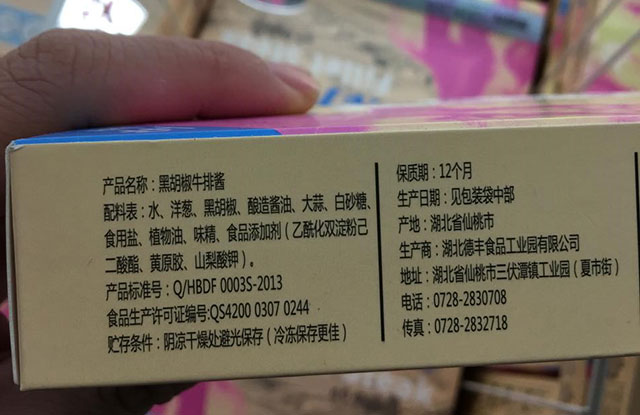 产品名称：黑胡椒牛排酱
配料表：水、洋葱、黑胡椒、酿造酱油、大蒜、白砂糖、
食用盐、植物油、味精、食品添加剂（乙酰化双淀粉己
二酸酯、黄原胶、山梨酸钾）。
产品标准号：Q/HBDF 0003S-2013
食品生产许可证编号:QS4200 0307 0244
贮存条件：阴凉干燥处避光保存（冷冻保存更佳）
保质期：12个月
生产日期：见包装袋中部
产地：湖北省仙桃市
生产商：湖北德丰食品工业园有限公司
地址：湖北省仙桃市三伏潭镇工业园（夏市街）
电话：0728-2830708
传真：0728-2832718